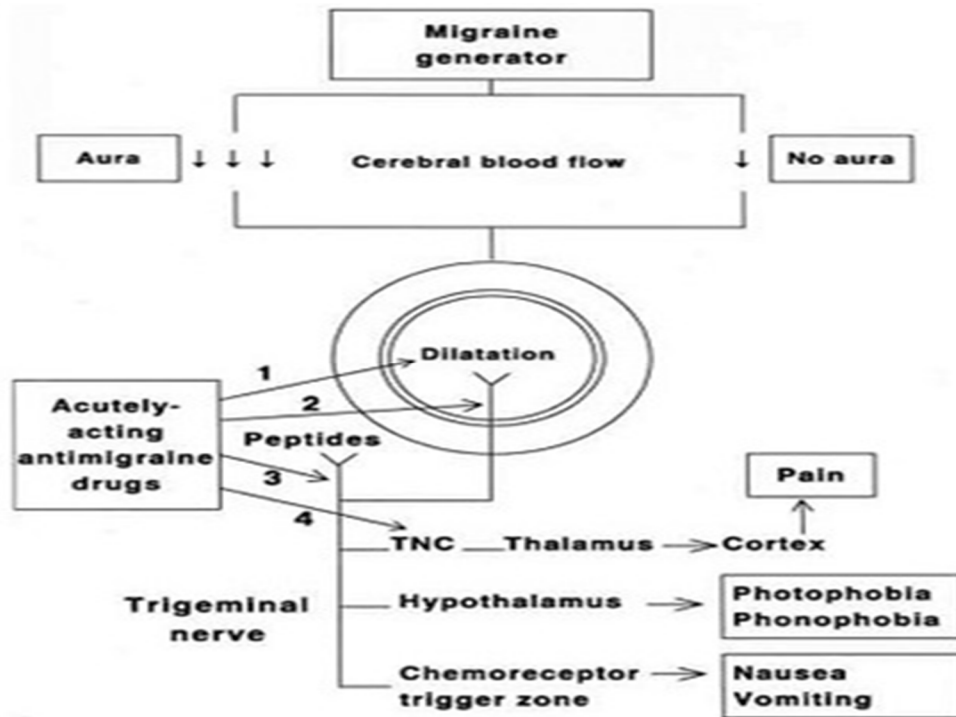 Migraine
generator
Aura
Cerebral blood flow
No aura
Dilatation
1
2
Acutely-
acting
antimigraine
drugs
Peptides
3
4
Pain
TNC
Thalamus
Cortex
Trigeminal
nerve
Hypothalamus
Photophobia
Phonophobia
Chemoreceptor
trigger zone
Nausea
Vomiting